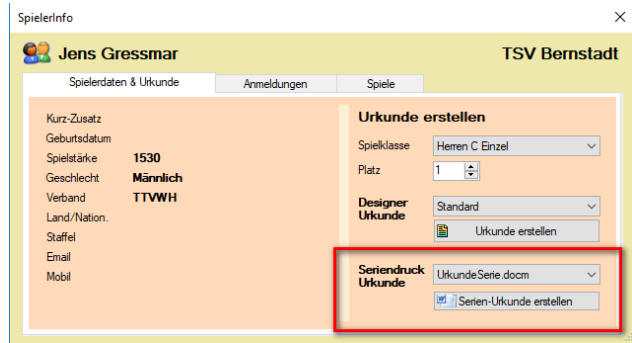 SpielerInfo
Jens Gressmar
TSV Bernstadt
Spielerdaten & Urkunde
Anmeldungen
Spiele
Kurz-Zusatz
Geburtsdatum
Spielstärke 1530
Geschlecht Männlich
Verband TTVWH
Land/Nation.
Staffel
Email
Mobil
Urkunde erstellen
Spielklasse Herren C Einzel
Platz 1
Designer Urkunde Standard
Urkunde erstellen
Seriendruck Urkunde UrkundeSerie.docm
Serien-Urkunde erstellen